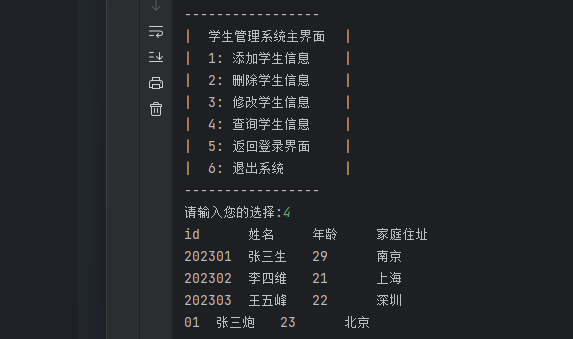 -----------------
|  学生管理系统主界面  |
|  1: 添加学生信息    |
|  2: 删除学生信息    |
|  3: 修改学生信息    |
|  4: 查询学生信息    |
|  5: 返回登录界面    |
|  6: 退出系统       |
-----------------
请输入您的选择:4
id      姓名     年龄     家庭住址
202301  张三生   29      南京
202302  李四维   21      上海
202303  王五峰   22      深圳
01  张三炮   23      北京